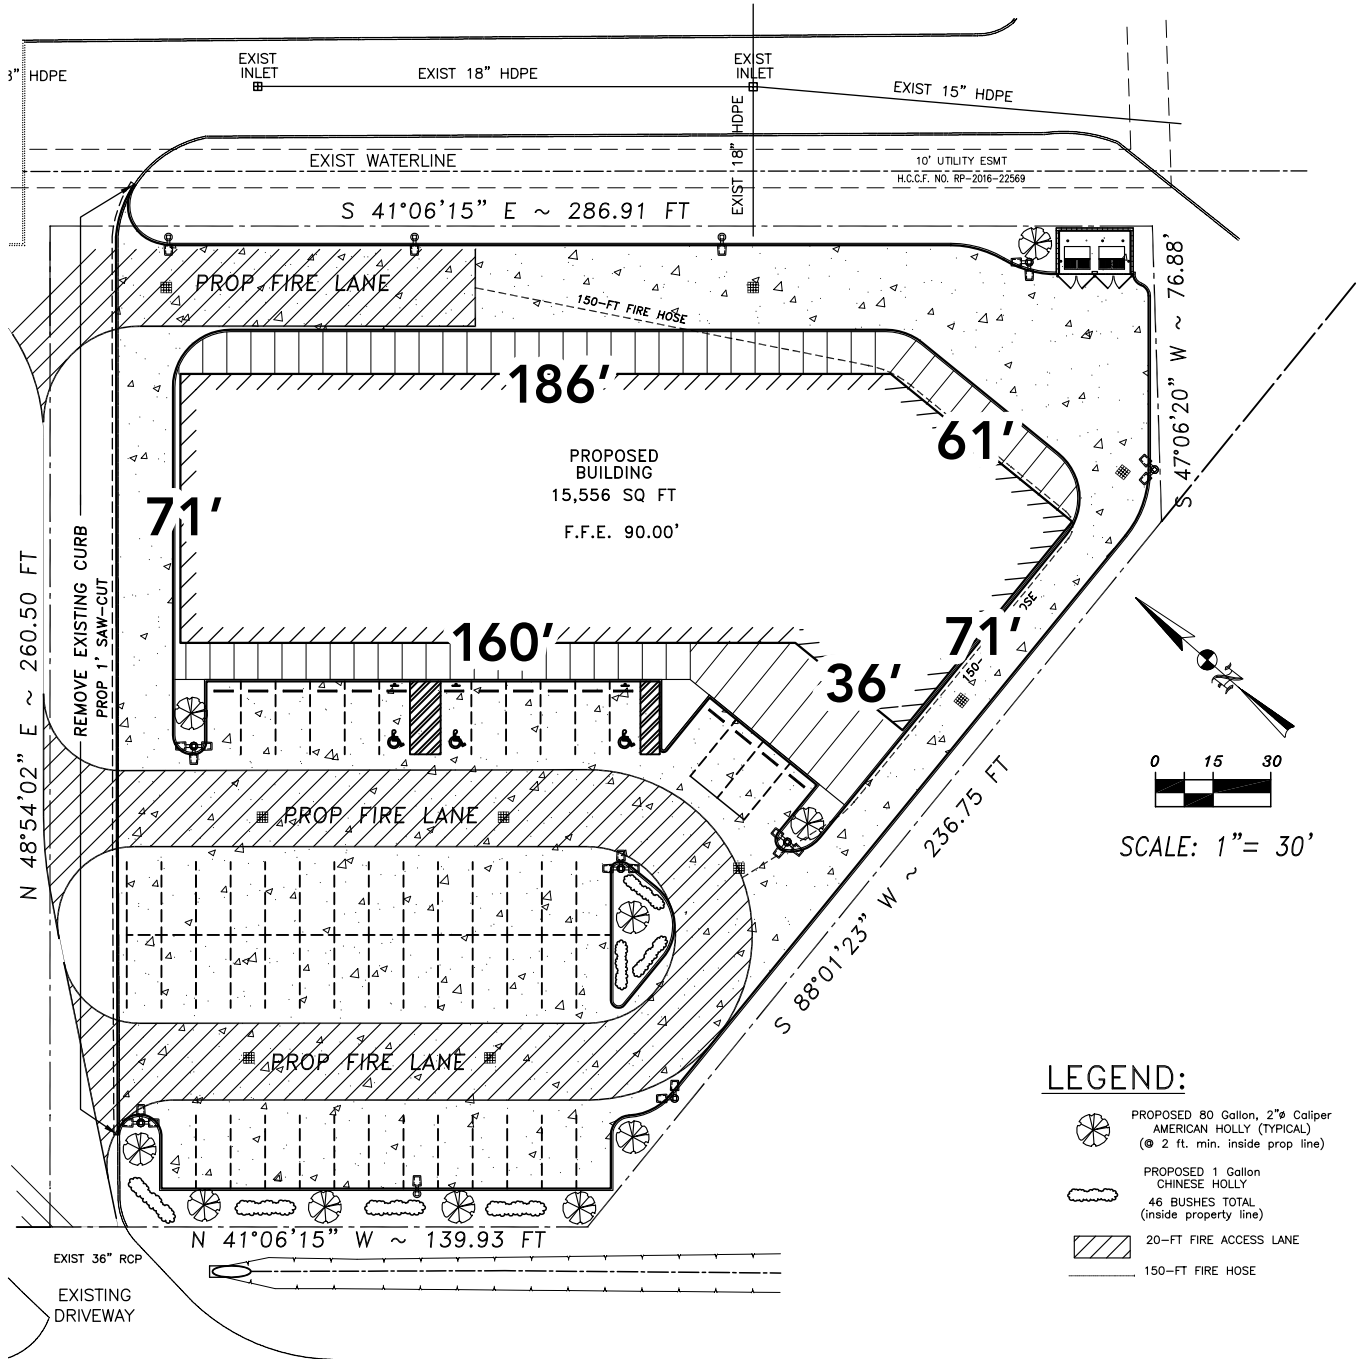 3" HDPE
EXIST
INLET
EXIST 18" HDPE
EXIST
INLET
EXIST 15" HDPE
EXIST 18" HDPE
EXIST WATERLINE
10' UTILITY ESMT
H.C.C.F. NO. RP-2016-22569
S 41°06'15" E ~ 286.91 FT
PROP FIRE LANE
150-FT FIRE HOSE
S 47°06'20" W ~ 76.88'
186'
61'
PROPOSED
BUILDING
15,556 SQ FT
F.F.E. 90.00'
71'
N 48°54'02" E ~ 260.50 FT
REMOVE EXISTING CURB
PROP 1' SAW-CUT
160'
71'
36'
150-
OSE
N
0 15 30
SCALE: 1"= 30'
PROP FIRE LANE
S 88°01'23" W ~ 236.75 FT
PROP FIRE LANE
N 41°06'15" W ~ 139.93 FT
EXIST 36" RCP
EXISTING
DRIVEWAY
LEGEND:
PROPOSED 80 Gallon, 2"ø Caliper
AMERICAN HOLLY (TYPICAL)
(@ 2 ft. min. inside prop line)
PROPOSED 1 Gallon
CHINESE HOLLY
46 BUSHES TOTAL
(inside property line)
20-FT FIRE ACCESS LANE
150-FT FIRE HOSE